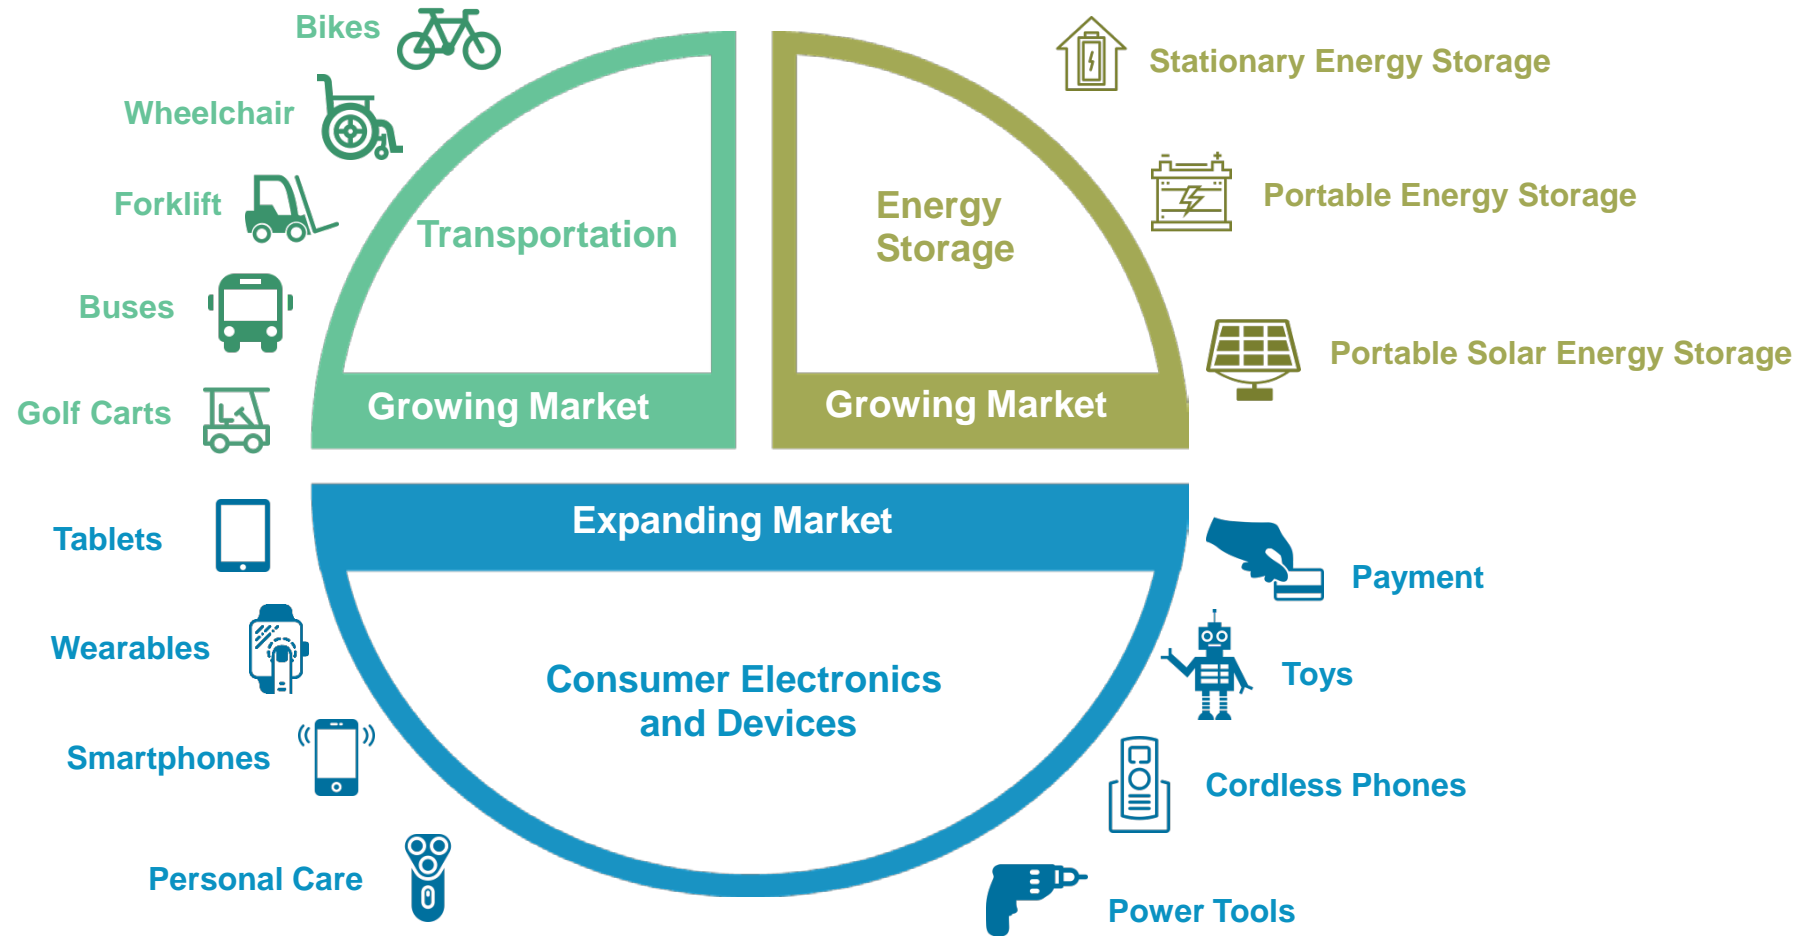 Bikes
Wheelchair
Forklift
Buses
Golf Carts
Transportation
Growing Market
Energy
Storage
Growing Market
Stationary Energy Storage
Portable Energy Storage
Portable Solar Energy Storage
Expanding Market
Consumer Electronics
and Devices
Tablets
Wearables
Smartphones
Personal Care
Payment
Toys
Cordless Phones
Power Tools